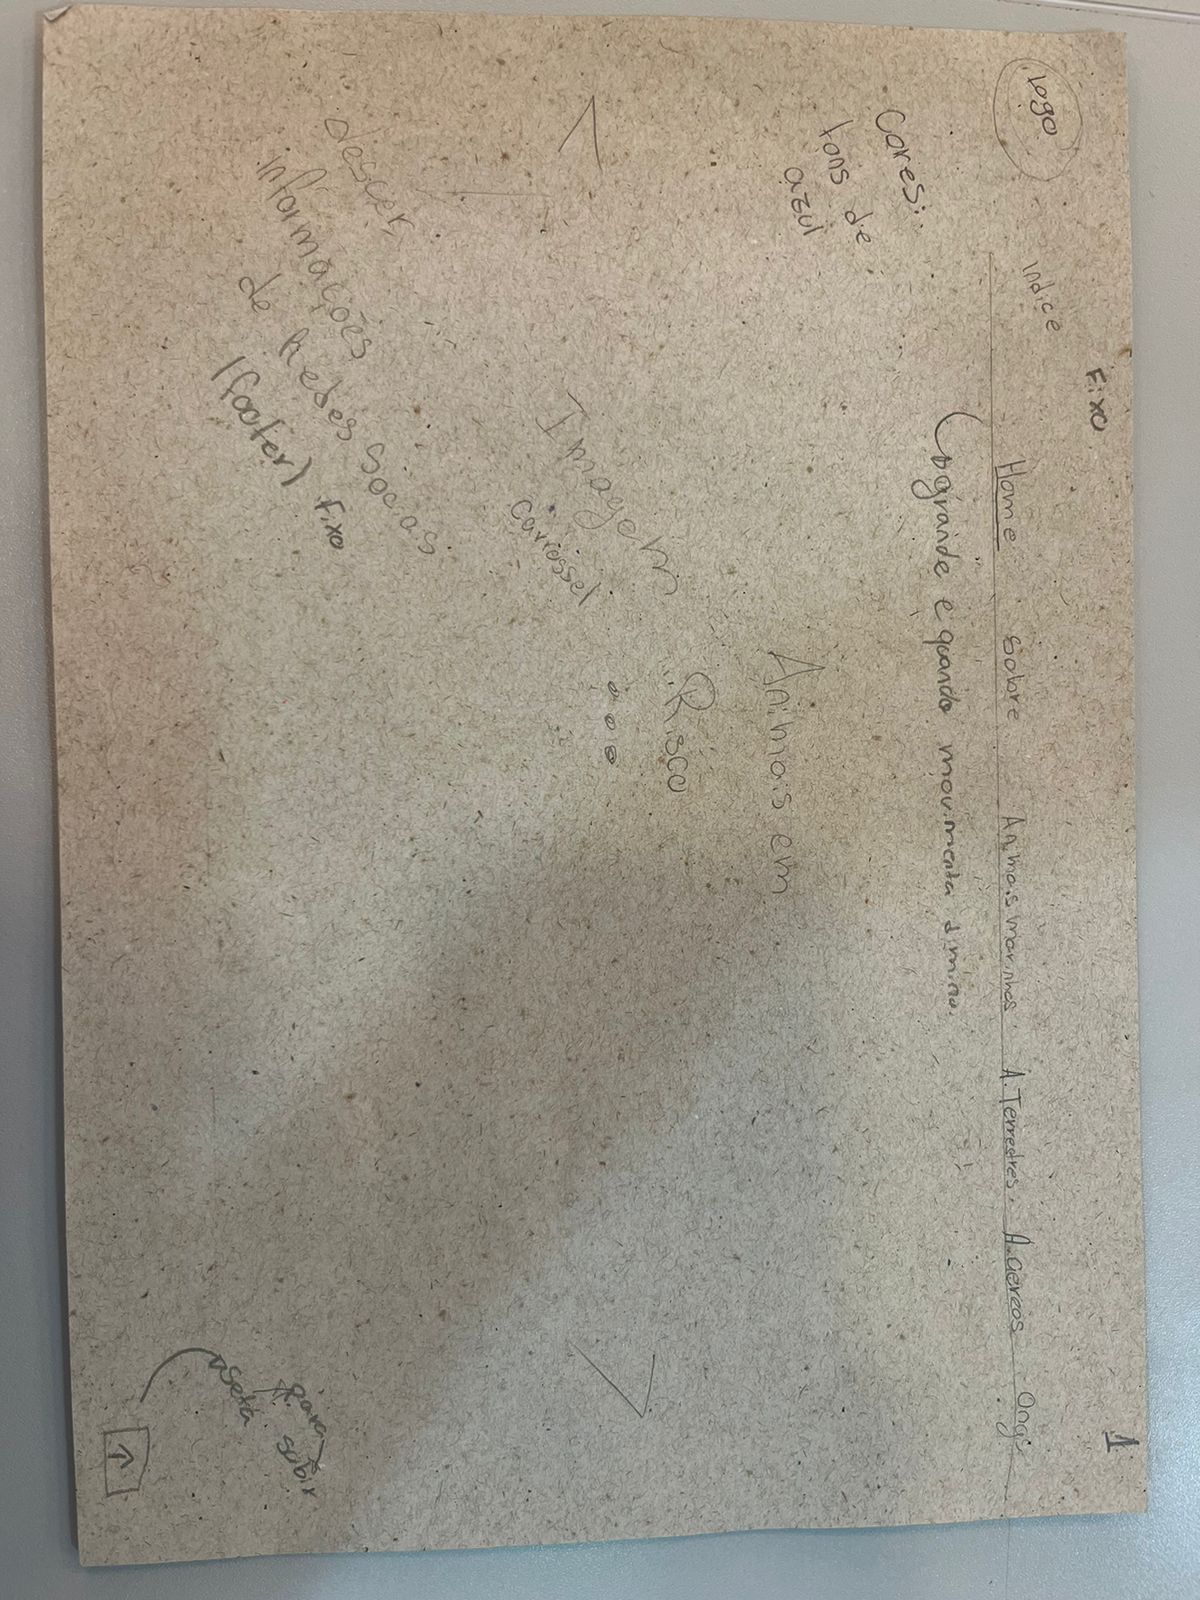 1
Fixo
Logo
Indice
Home Sobre Animais marinhos A. Terrestres A. aereos Ongs
grande e quando movimenta diminui.
Cores:
tons de
azul
Animais em
Risco
Imagem
carrossel
descer
informações
de Redes Sociais
(footer) Fixo
seta para
subir